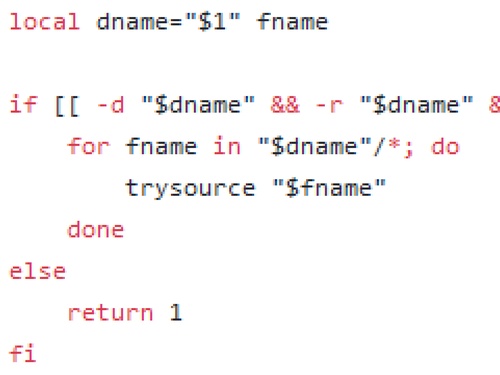 local dname="$1" fname
if [[ -d "$dname" && -r "$dname" &
for fname in "$dname"/*; do
trysource "$fname"
done
else
return 1
fi